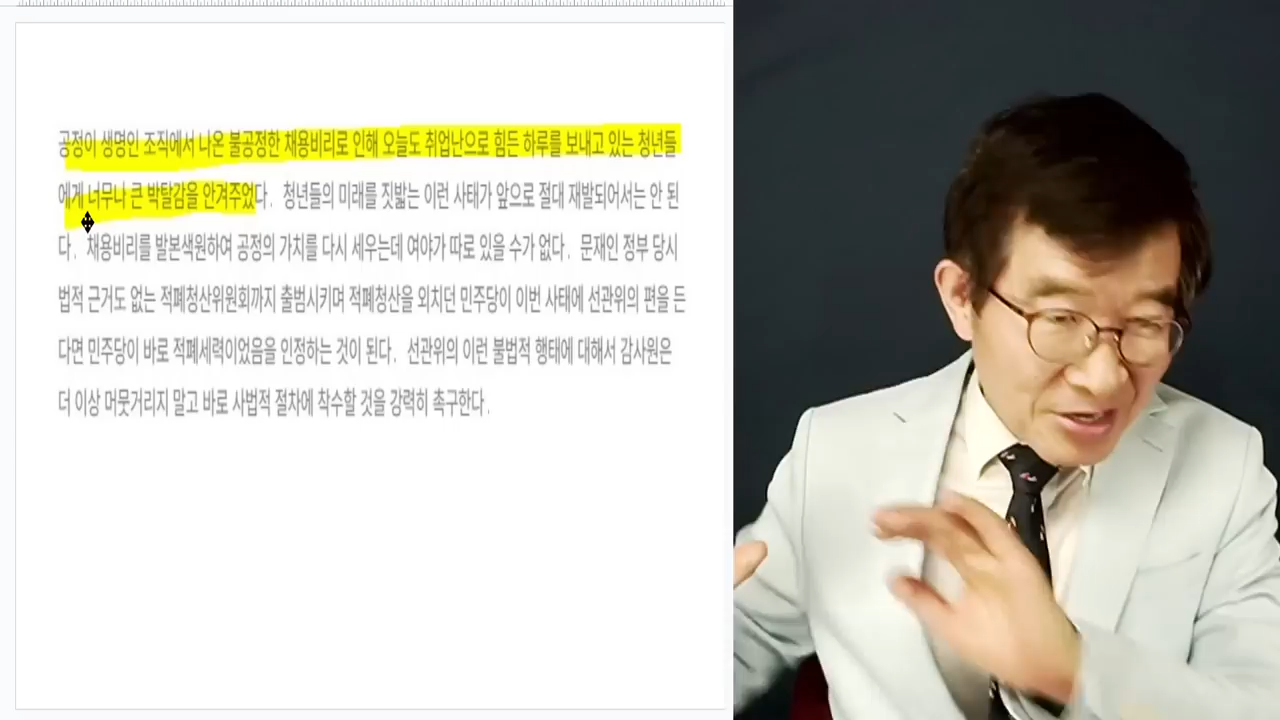 공정이 생명인 조직에서 나온 불공정한 채용비리로 인해 오늘도 취업난으로 힘든 하루를 보내고 있는 청년들
에게 너무나 큰 박탈감을 안겨주었다. 청년들의 미래를 짓밟는 이런 사태가 앞으로 절대 재발되어서는 안 된
다. 채용비리를 발본색원하여 공정의 가치를 다시 세우는데 여야가 따로 있을 수가 없다. 문재인 정부 당시
법적 근거도 없는 적폐청산위원회까지 출범시키며 적폐청산을 외치던 민주당이 이번 사태에 선관위의 편을 든
다면 민주당이 바로 적폐세력이었음을 인정하는 것이 된다. 선관위의 이런 불법적 행태에 대해서 감사원은
더 이상 머뭇거리지 말고 바로 사법적 절차에 착수할 것을 강력히 촉구한다.